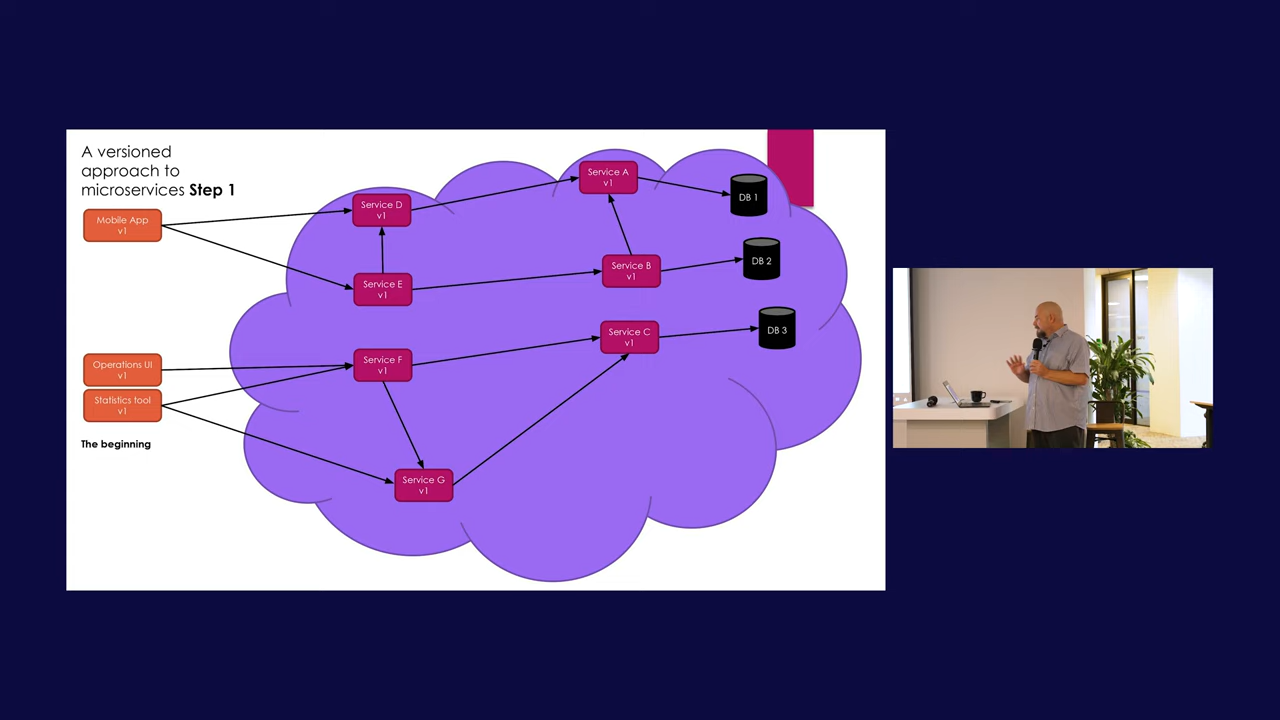 A versioned
approach to
microservices Step 1
Mobile App
v1
Operations UI
v1
Statistics tool
v1
The beginning
Service D
v1
Service E
v1
Service F
v1
Service G
v1
Service A
v1
Service B
v1
Service C
v1
DB 1
DB 2
DB 3